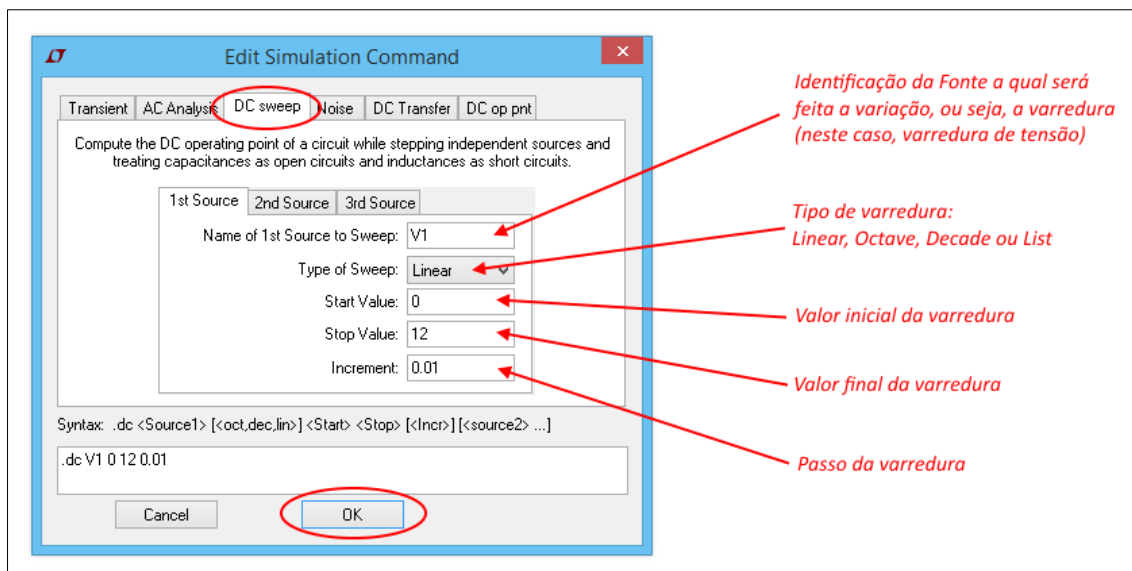 Edit Simulation Command
Transient AC Analysis DC sweep Noise DC Transfer DC op pnt
Compute the DC operating point of a circuit while stepping independent sources and
treating capacitances as open circuits and inductances as short circuits.
1st Source 2nd Source 3rd Source
Name of 1st Source to Sweep: V1
Type of Sweep: Linear
Start Value: 0
Stop Value: 12
Increment: 0.01
Syntax: .dc <Source1> [<oct,dec,lin>] <Start> <Stop> [<Incr>] [<source2> ...]
.dc V1 0 12 0.01
Cancel OK
Identificação da Fonte a qual será
feita a variação, ou seja, a varredura
(neste caso, varredura de tensão)
Tipo de varredura:
Linear, Octave, Decade ou List
Valor inicial da varredura
Valor final da varredura
Passo da varredura